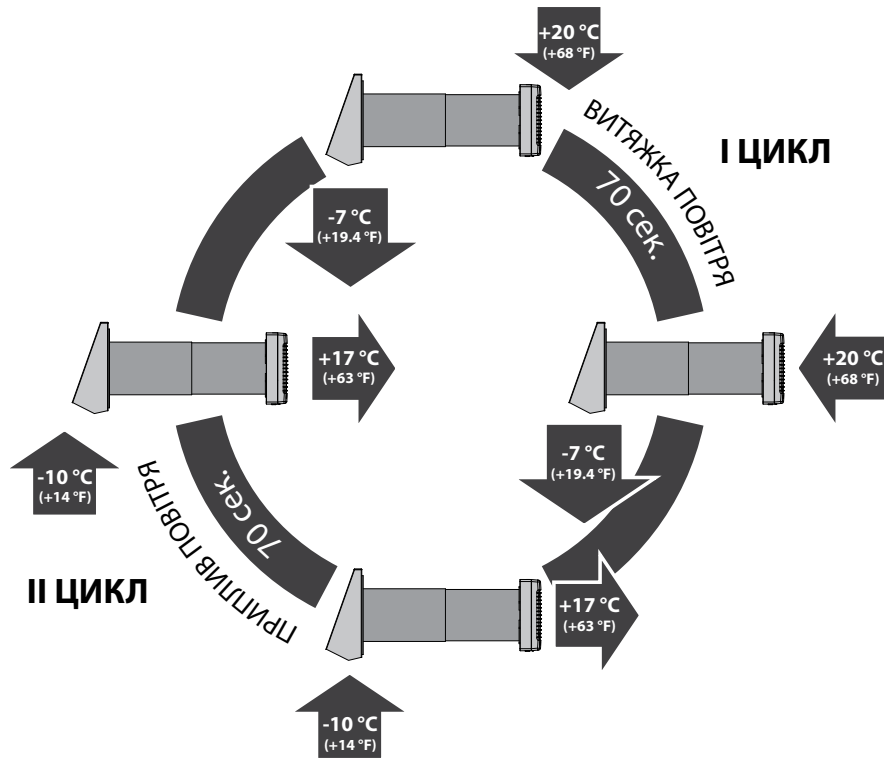 +20 °C
(+68 °F)
ВИТЯЖКА ПОВІТРЯ
I ЦИКЛ
70 сек.
-7 °C
(+19.4 °F)
+17 °C
(+63 °F)
+20 °C
(+68 °F)
-10 °C
(+14 °F)
-7 °C
(+19.4 °F)
70 сек.
ПРИПЛИВ ПОВІТРЯ
II ЦИКЛ
+17 °C
(+63 °F)
-10 °C
(+14 °F)